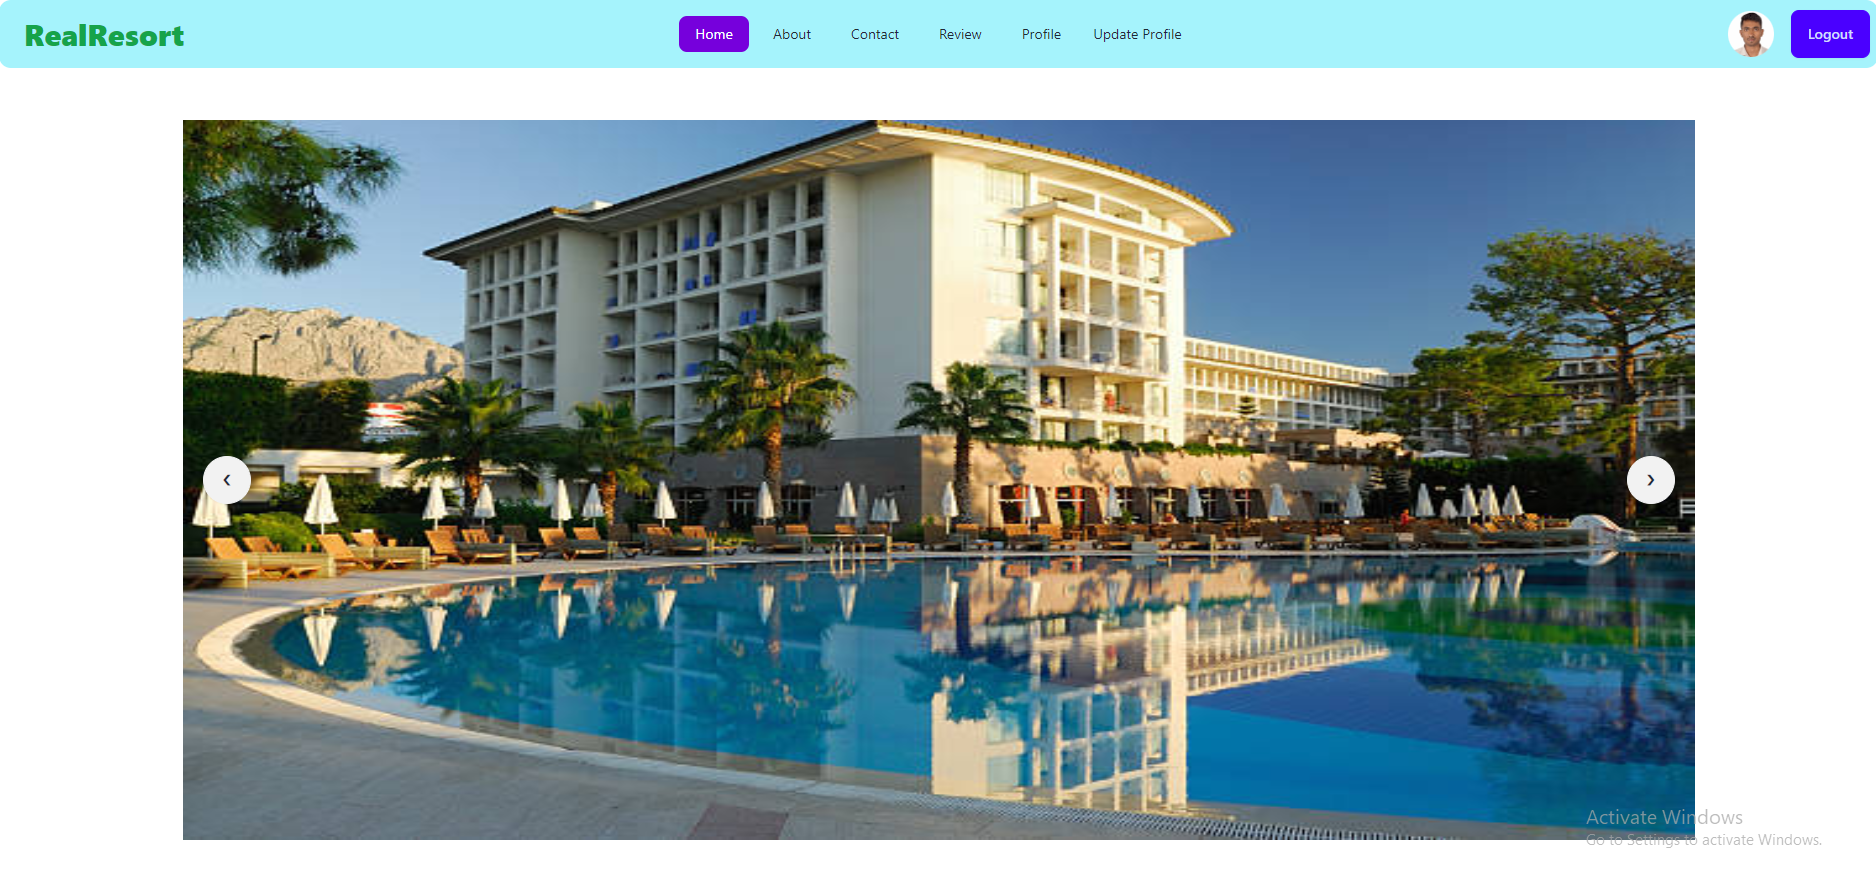 RealResort
Home
About
Contact
Review
Profile
Update Profile
Logout
‹
›
Activate Windows
Go to Settings to activate Windows.